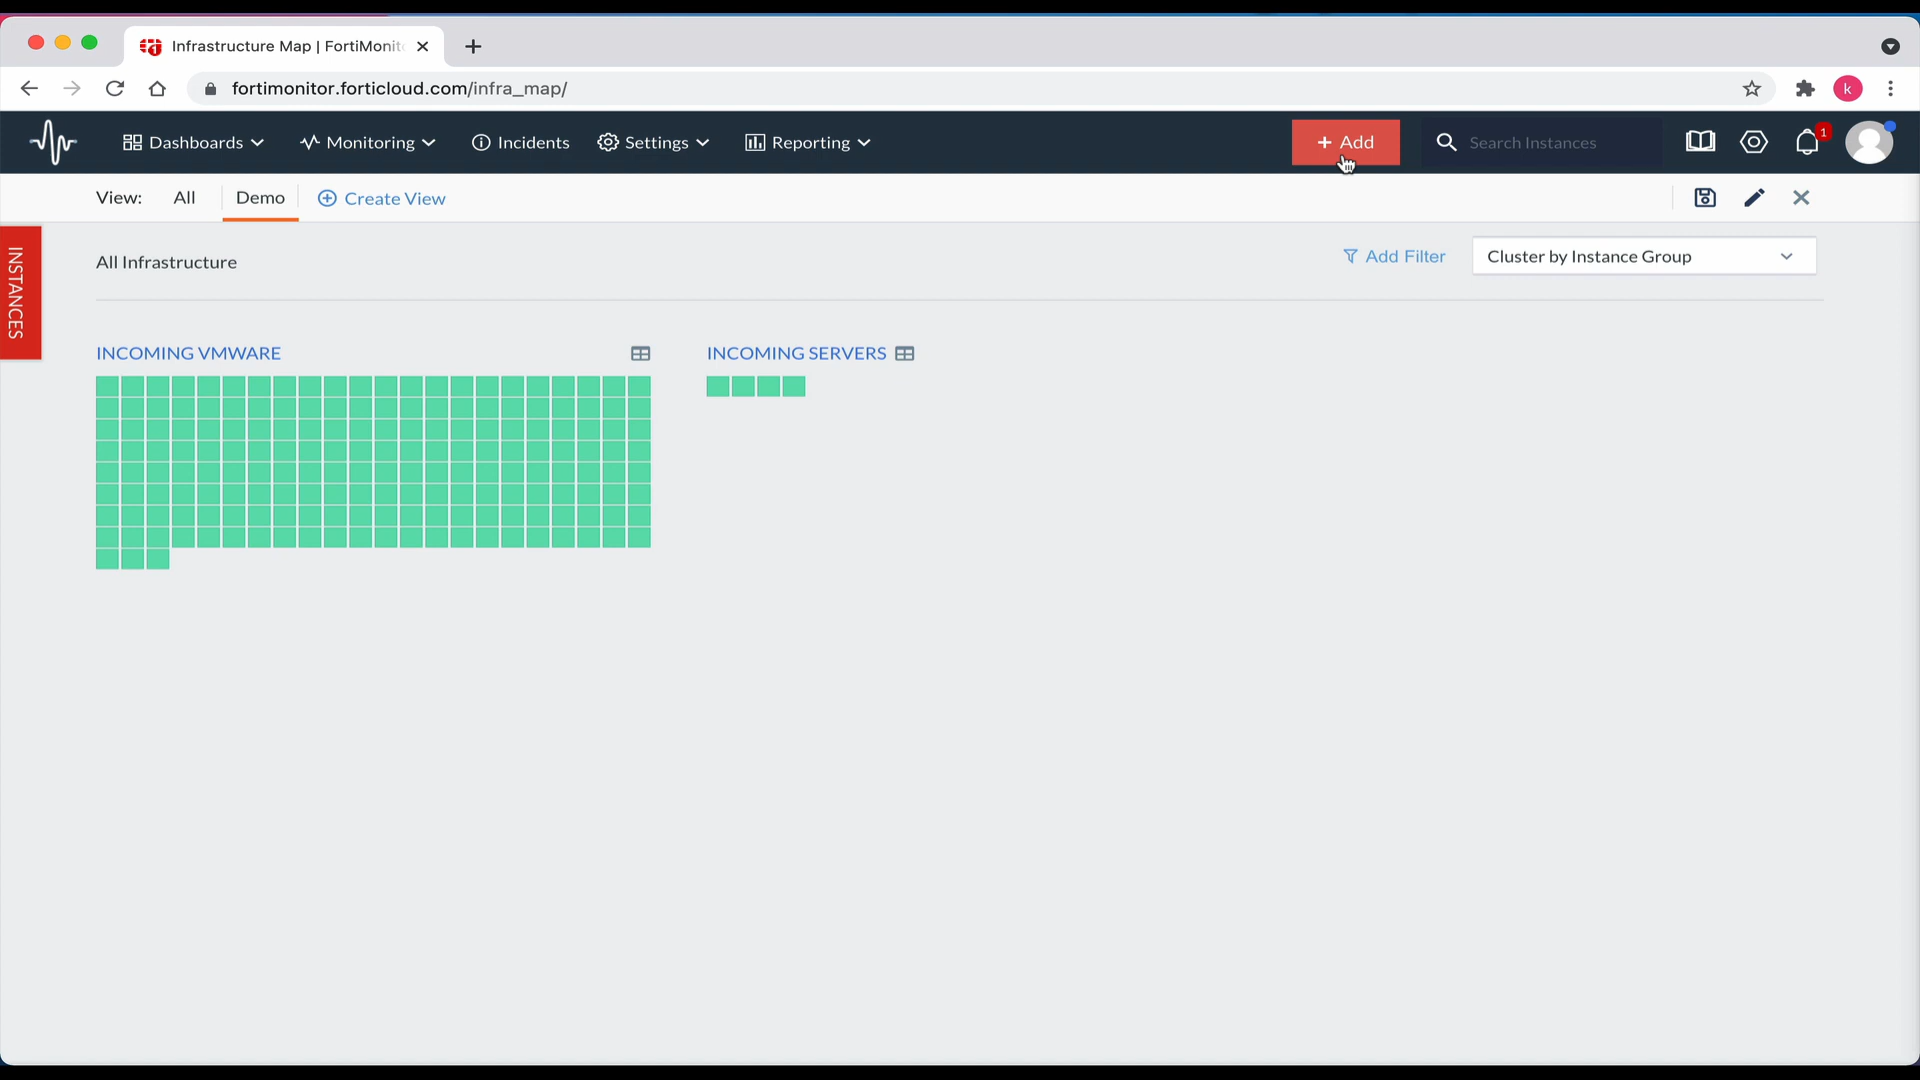 Infrastructure Map | FortiMonit
fortimonitor.forticloud.com/infra_map/
k
Dashboards
Monitoring
Incidents
Settings
Reporting
+ Add
Search Instances
1
View:
All
Demo
Create View
INSTANCES
All Infrastructure
Add Filter
Cluster by Instance Group
INCOMING VMWARE
INCOMING SERVERS